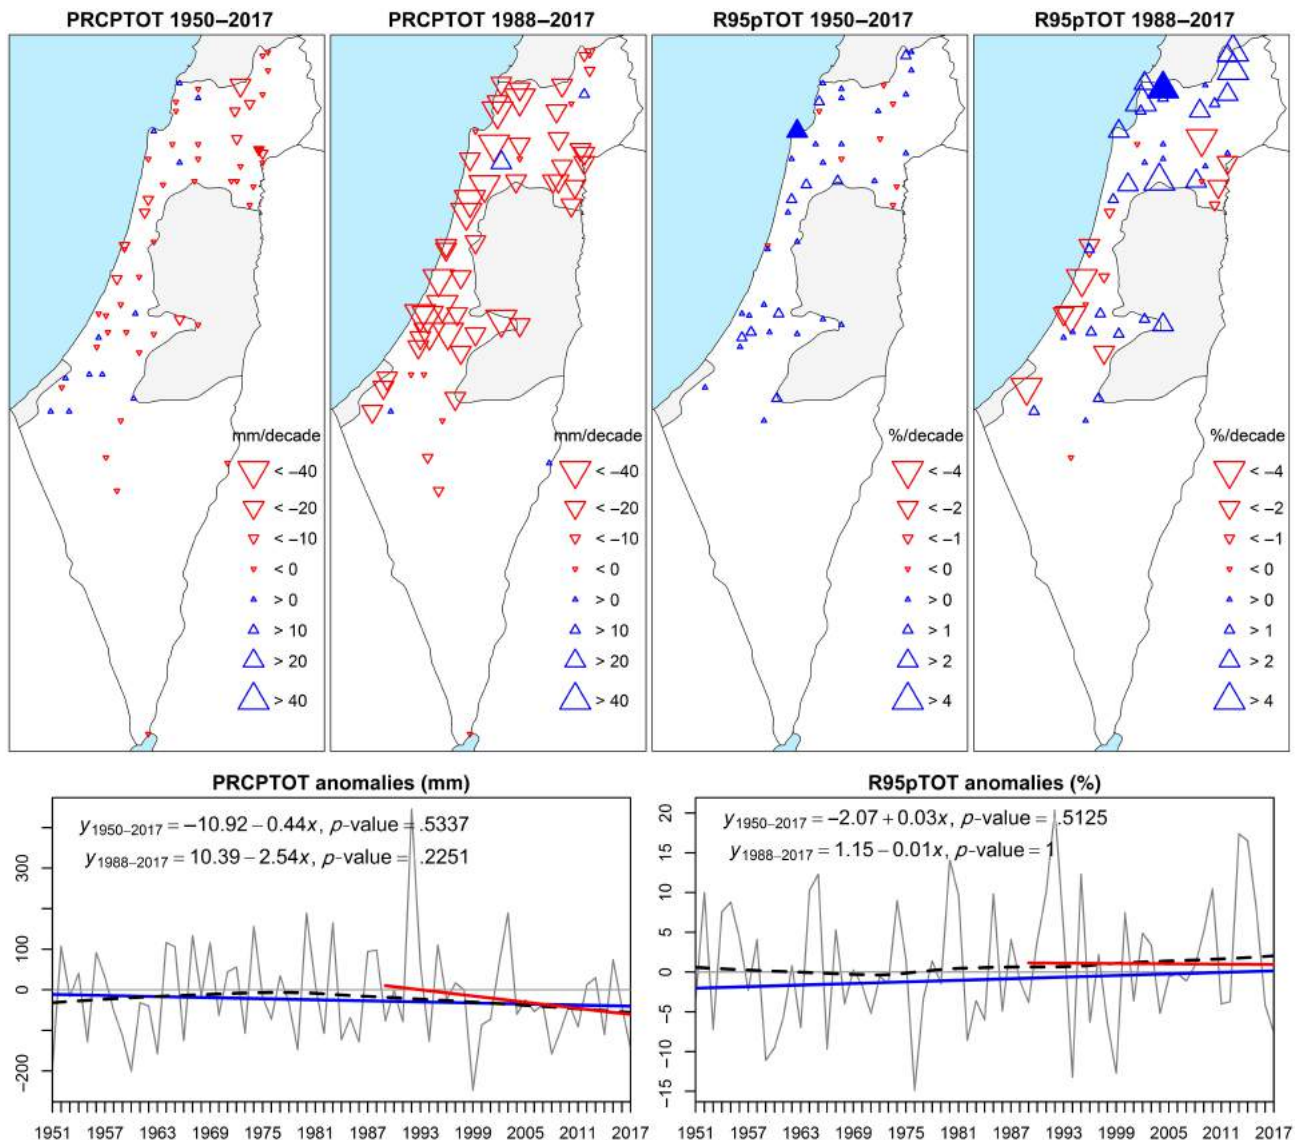 PRCPTOT 1950–2017
PRCPTOT 1988–2017
R95pTOT 1950–2017
R95pTOT 1988–2017
mm/decade
< −40
< −20
< −10
< 0
> 0
> 10
> 20
> 40
mm/decade
< −40
< −20
< −10
< 0
> 0
> 10
> 20
> 40
%/decade
< −4
< −2
< −1
< 0
> 0
> 1
> 2
> 4
%/decade
< −4
< −2
< −1
< 0
> 0
> 1
> 2
> 4
PRCPTOT anomalies (mm)
y1950−2017 = −10.92 − 0.44x, p-value = .5337
y1988−2017 = 10.39 − 2.54x, p-value = .2251
300
100
0
−200
1951 1957 1963 1969 1975 1981 1987 1993 1999 2005 2011 2017
R95pTOT anomalies (%)
y1950−2017 = −2.07 + 0.03x, p-value = .5125
y1988−2017 = 1.15 − 0.01x, p-value = 1
20
15
10
5
0
−5
−10
−15
1951 1957 1963 1969 1975 1981 1987 1993 1999 2005 2011 2017